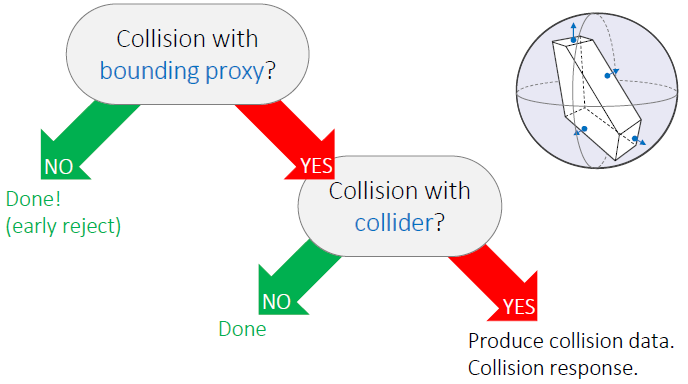 Collision with
bounding proxy?
NO
YES
Done!
(early reject)
Collision with
collider?
NO
YES
Done
Produce collision data.
Collision response.